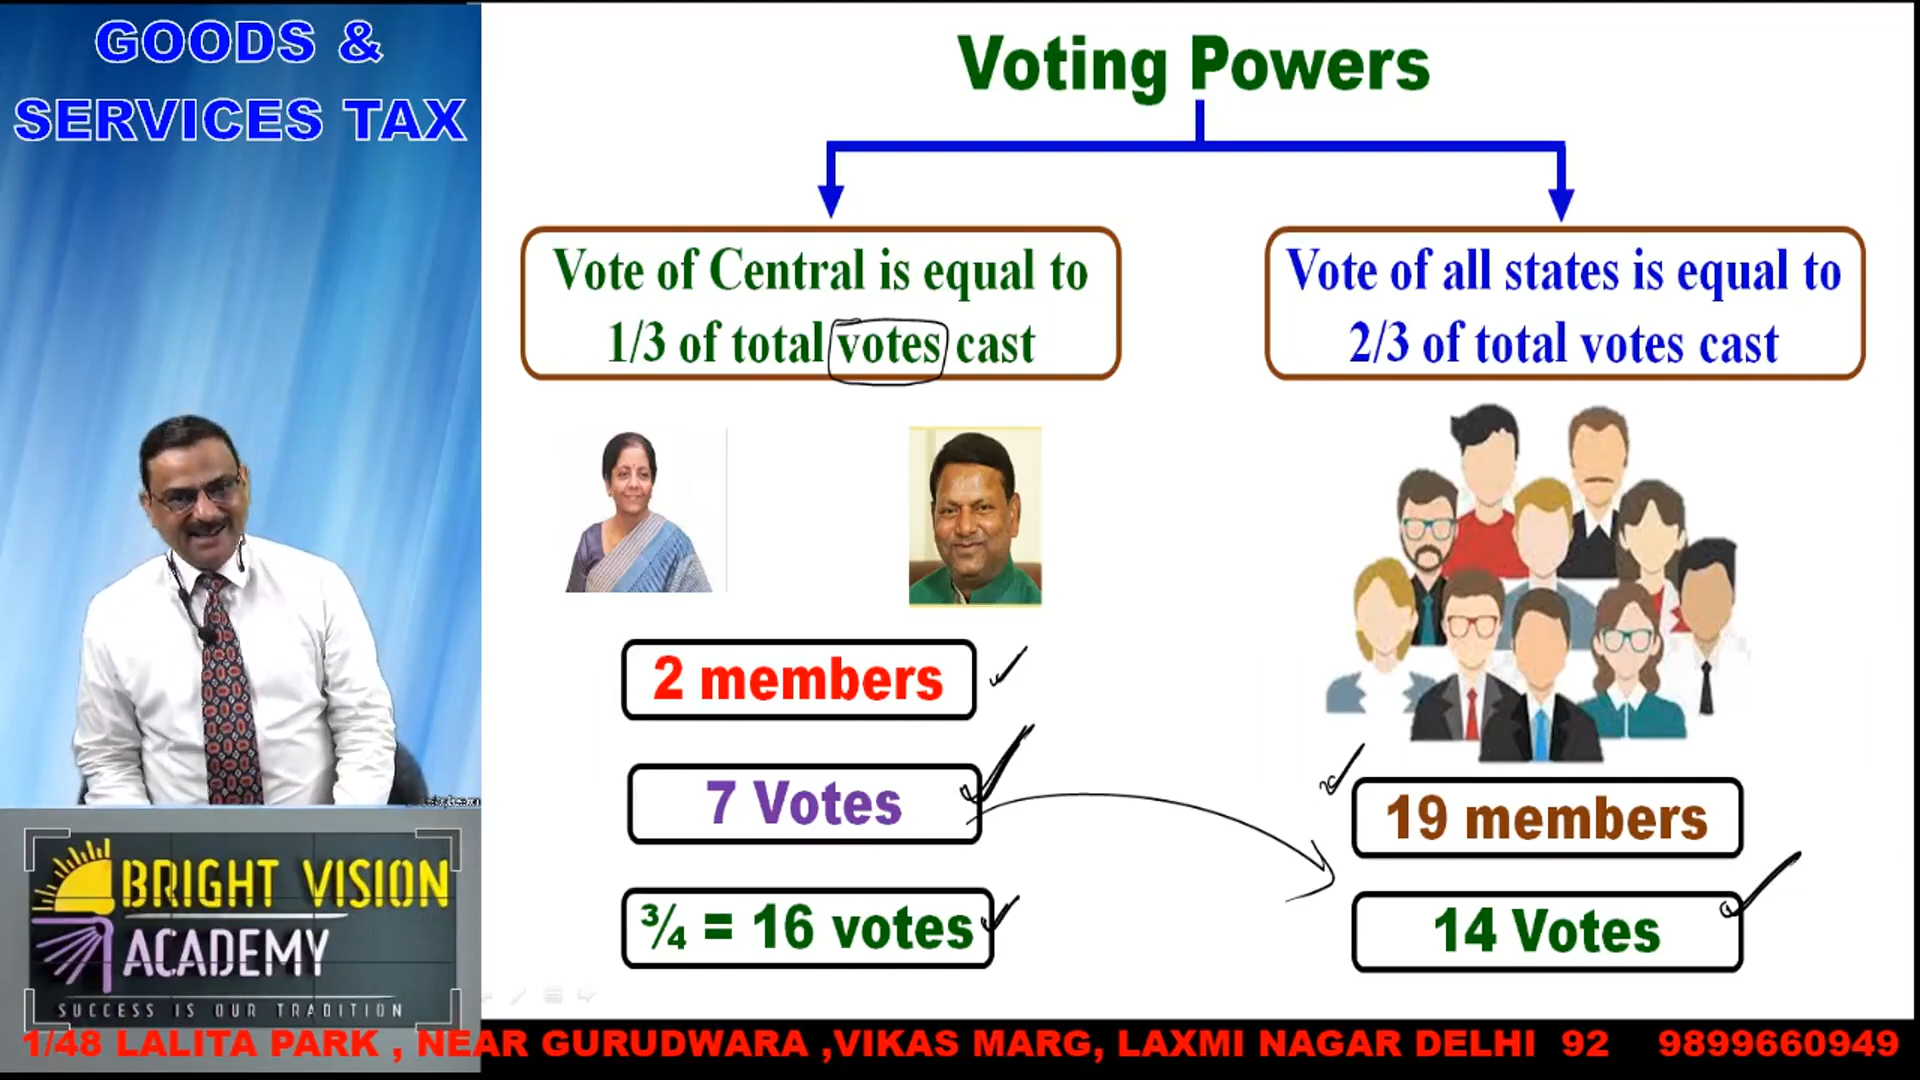 GOODS &
SERVICES TAX
Voting Powers
Vote of Central is equal to
1/3 of total votes cast
Vote of all states is equal to
2/3 of total votes cast
2 members
7 Votes
¾ = 16 votes
19 members
14 Votes
BRIGHT VISION
ACADEMY
SUCCESS IS OUR TRADITION
1/48 LALITA PARK , NEAR GURUDWARA ,VIKAS MARG, LAXMI NAGAR DELHI 92 9899660949